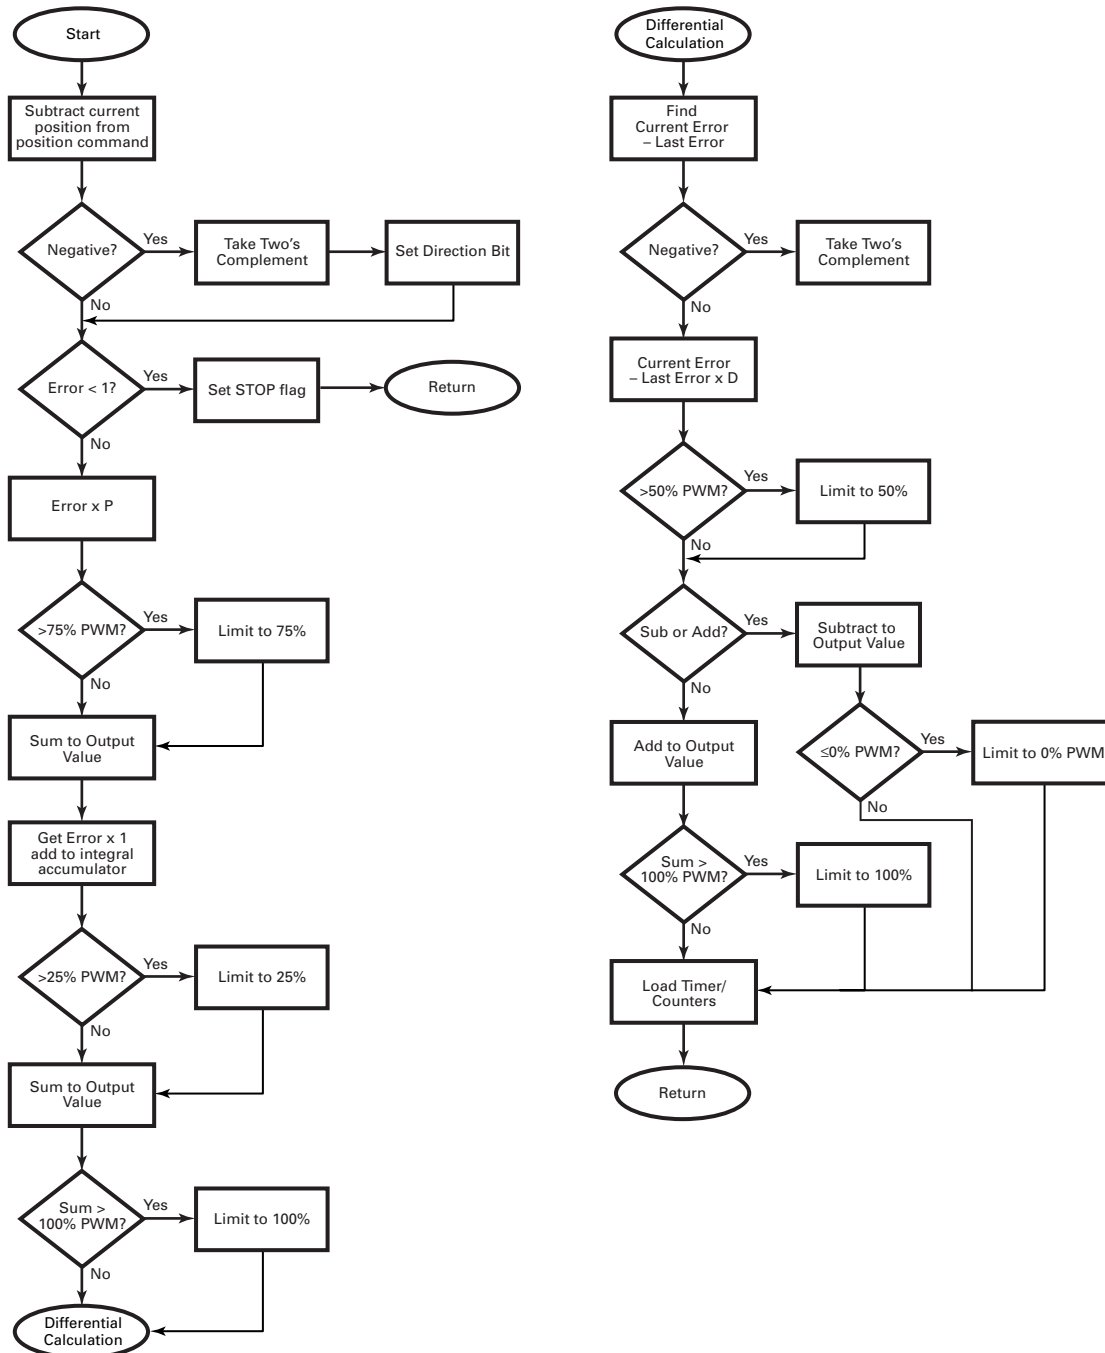 Start
Subtract current
position from
position command
Negative?
Yes
Take Two's
Complement
Set Direction Bit
No
Error < 1?
Yes
Set STOP flag
Return
No
Error x P
>75% PWM?
Yes
Limit to 75%
No
Sum to Output
Value
Get Error x 1
add to integral
accumulator
>25% PWM?
Yes
Limit to 25%
No
Sum to Output
Value
Sum >
100% PWM?
Yes
Limit to 100%
No
Differential
Calculation
Differential
Calculation
Find
Current Error
– Last Error
Negative?
Yes
Take Two's
Complement
No
Current Error
– Last Error x D
>50% PWM?
Yes
Limit to 50%
No
Sub or Add?
Yes
Subtract to
Output Value
No
≤0% PWM?
Yes
Limit to 0% PWM
No
Add to Output
Value
Sum >
100% PWM?
Yes
Limit to 100%
No
Load Timer/
Counters
Return